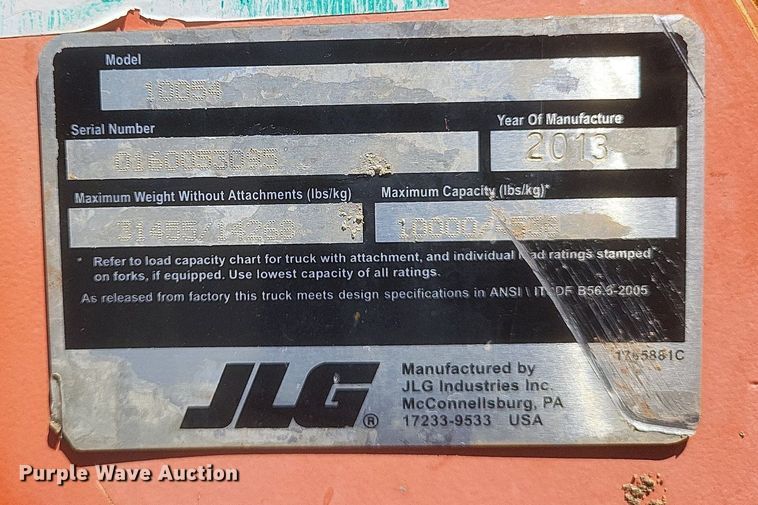 Model
10054
Serial Number
0160053095
Year Of Manufacture
2013
Maximum Weight Without Attachments (lbs/kg)
31455/14268
Maximum Capacity (lbs/kg)*
10000/
* Refer to load capacity chart for truck with attachment, and individual load ratings stamped
on forks, if equipped. Use lowest capacity of all ratings.
As released from factory this truck meets design specifications in ANSI \ ITSDF B56.6-2005
JLG®
Manufactured by
JLG Industries Inc.
McConnellsburg, PA
17233-9533 USA
Purple Wave Auction